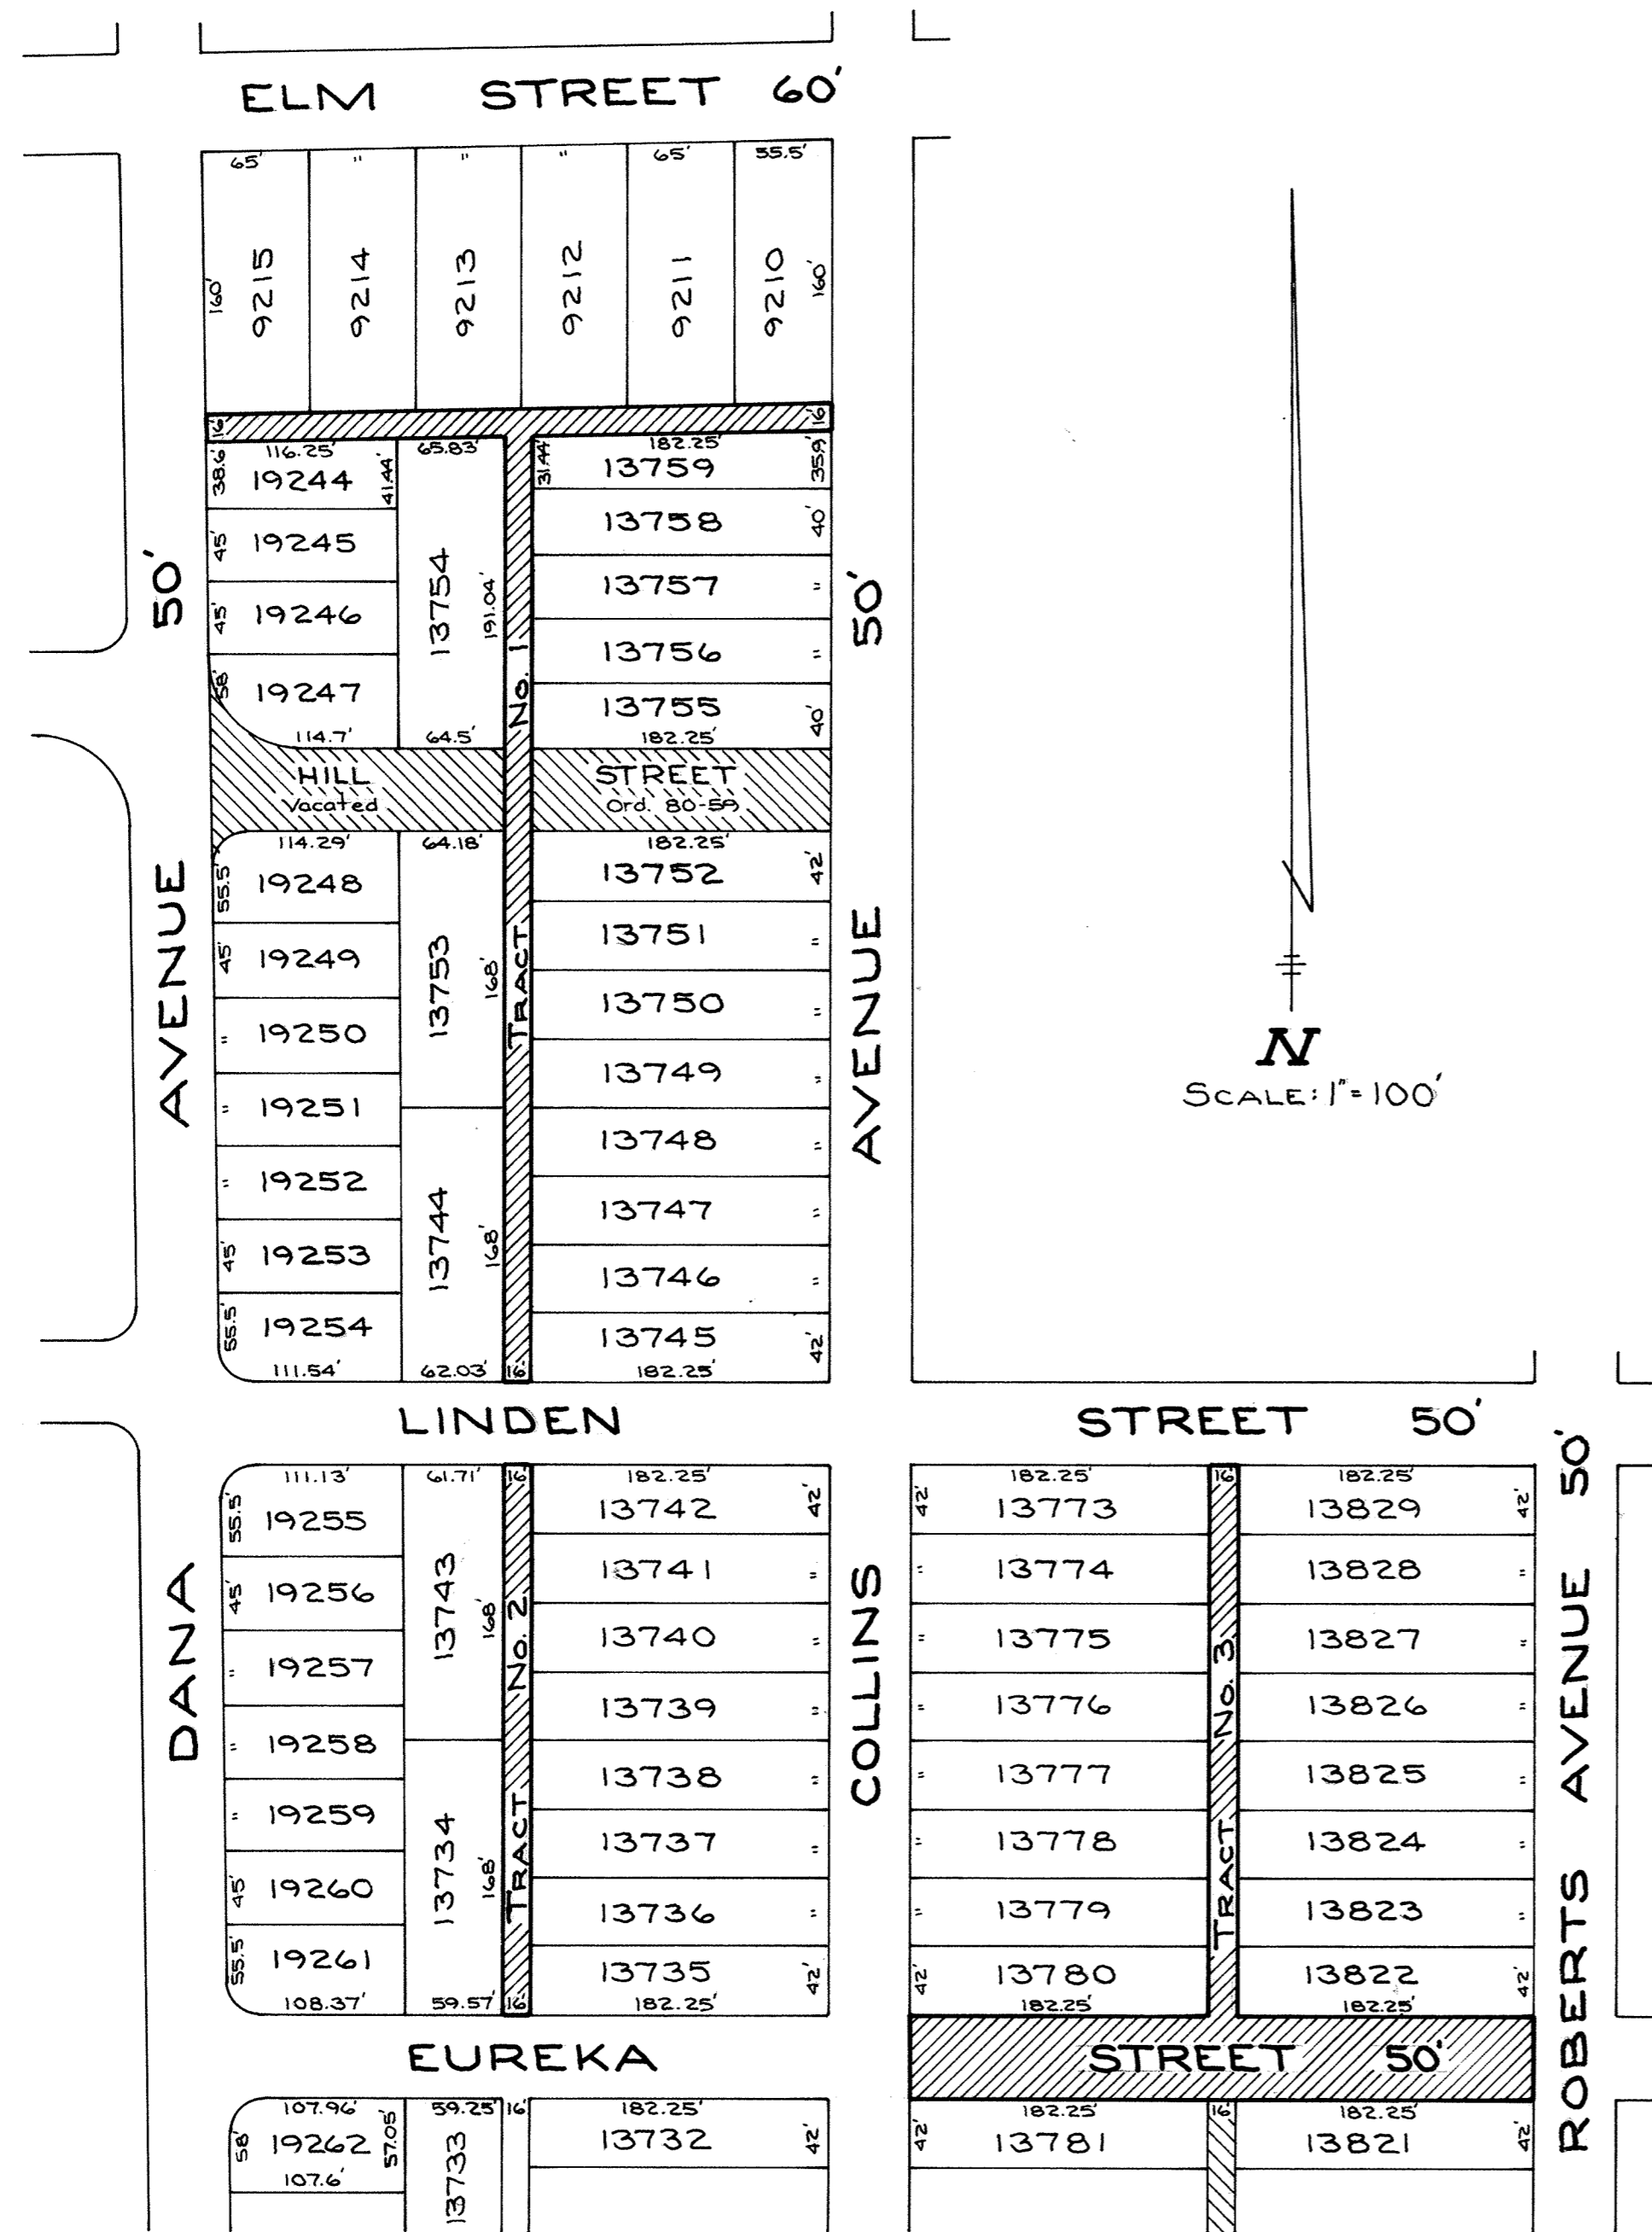 ELM STREET 60'
65' " " " 65' 55.5'
160' 9215 9214 9213 9212 9211 9210 160'
16' 16'
116.25' 65.83' 182.25'
38.6' 19244 41.44' 31.44' 13759 35.9'
45' 19245 13758 40'
13754 191.04'
45' 19246 13757 "
13756 "
58' 19247 13755 40'
114.7' 64.5' 182.25'
HILL STREET
Vacated Ord. 80-59
114.29' 64.18' 182.25'
55.5' 19248 13752 42'
45' 19249 13751 "
13753 168'
" 19250 13750 "
" 19251 13749 "
13748 "
" 19252 13747 "
13744 168'
45' 19253 13746 "
55.5' 19254 13745 42'
111.54' 62.03' 16' 182.25'
TRACT No. 1
50'
AVENUE
50'
AVENUE
N
SCALE: 1"=100'
LINDEN STREET 50'
111.13' 61.71' 16' 182.25' 182.25' 16' 182.25'
55.5' 19255 13742 42' 42' 13773 13829 42'
45' 19256 13741 " " 13774 13828 "
13743 168'
" 19257 13740 " " 13775 13827 "
" 19258 13739 " " 13776 13826 "
13738 " " 13777 13825 "
" 19259 13737 " " 13778 13824 "
13734 168'
45' 19260 13736 " " 13779 13823 "
55.5' 19261 13735 42' 42' 13780 13822 42'
108.37' 59.57' 16' 182.25' 182.25' 182.25'
TRACT No. 2
TRACT No. 3
DANA
COLLINS
ROBERTS AVENUE 50'
EUREKA STREET 50'
107.96' 59.25' 16' 182.25' 182.25' 16' 182.25'
58' 19262 57.05' 13733 13732 42' 42' 13781 13821 42'
107.6'